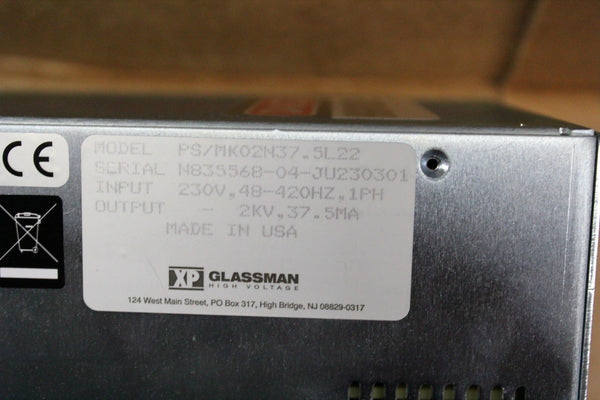 CE
MODEL PS/MK02N37.5L22
SERIAL N835568-04-JU230301
INPUT 230V,48-420HZ,1PH
OUTPUT - 2KV,37.5MA
MADE IN USA
XP GLASSMAN
HIGH VOLTAGE
124 West Main Street, PO Box 317, High Bridge, NJ 08829-0317